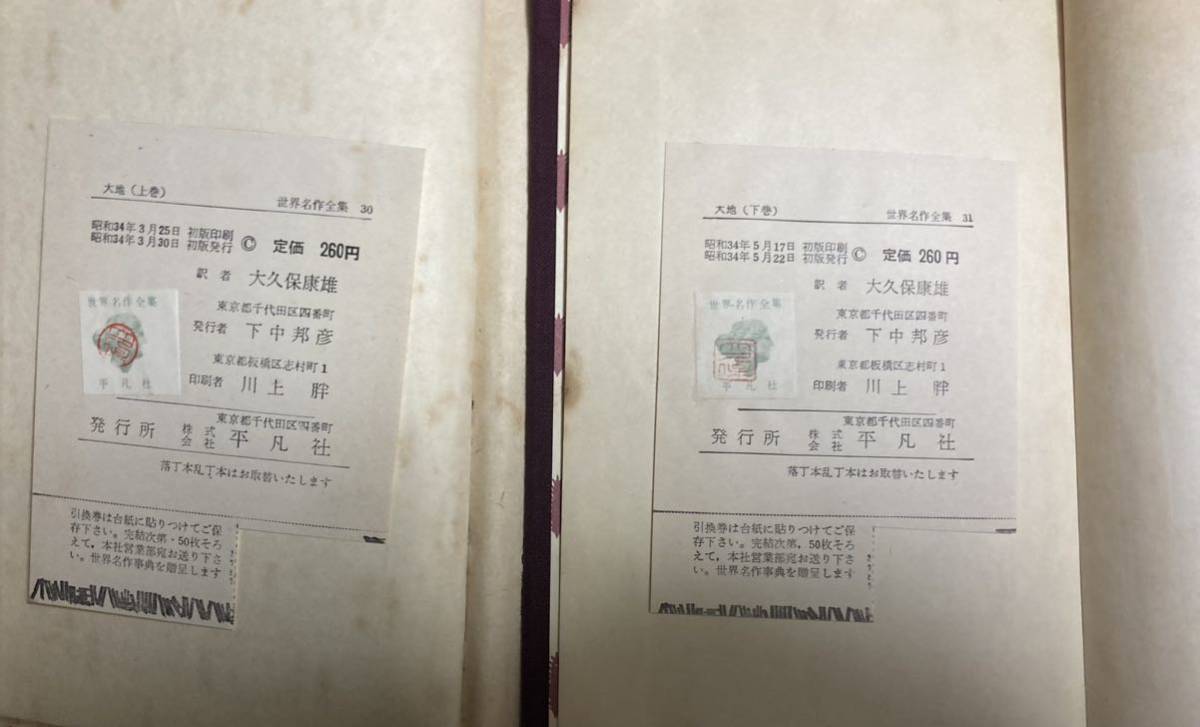 大地（上巻）
世界名作全集 30
昭和34年3月25日 初版印刷
昭和34年3月30日 初版発行
© 定価 260円
訳者 大久保康雄
世界名作全集
平凡社
東京都千代田区四番町
発行者 下中邦彦
東京都板橋区志村町1
印刷者 川上胖
東京都千代田区四番町
発行所 株式会社 平凡社
落丁本乱丁本はお取替いたします
引換券は台紙に貼りつけてご保
存下さい。完結次第・50枚そろ
えて，本社営業部宛お送り下さ
い。世界名作事典を贈呈します
大地（下巻）
世界名作全集 31
昭和34年5月17日 初版印刷
昭和34年5月22日 初版発行
© 定価 260円
訳者 大久保康雄
世界名作全集
平凡社
東京都千代田区四番町
発行者 下中邦彦
東京都板橋区志村町1
印刷者 川上胖
東京都千代田区四番町
発行所 株式会社 平凡社
落丁本乱丁本はお取替いたします
引換券は台紙に貼りつけてご保
存下さい。完結次第，50枚そろ
えて，本社営業部宛お送り下さ
い。世界名作事典を贈呈します